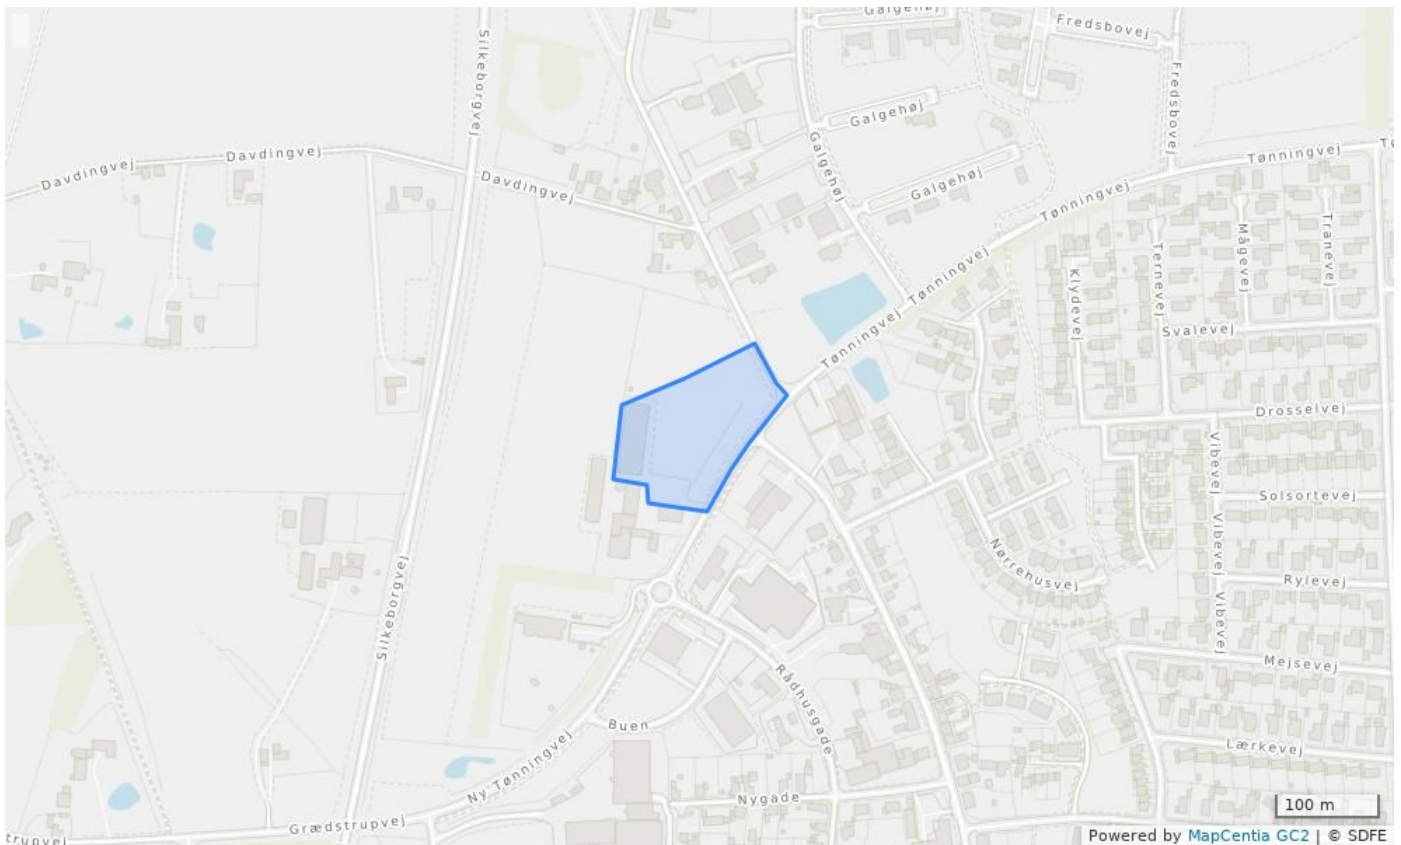 Galgehøj
Fredsbovej
Silkeborgvej
Fredsbovej
Galgehøj
Galgehøj
Davdingvej
Davdingvej
Davdingvej
Galgehøj
Tønningvej
Tønningvej
Tønningvej
Tønningvej
Klydevej
Ternevej
Mågevej
Tranevej
Svalevej
Drosselvej
Vibevej
Solsortevej
Vibevej
Nørrehusvej
Rylevej
Vibevej
Silkeborgvej
Mejsevej
Rådhusgade
Buen
Lærkevej
Ny Tønningvej
Nygade
Grædstrupvej
trupvej
100 m
Powered by MapCentia GC2 | © SDFE